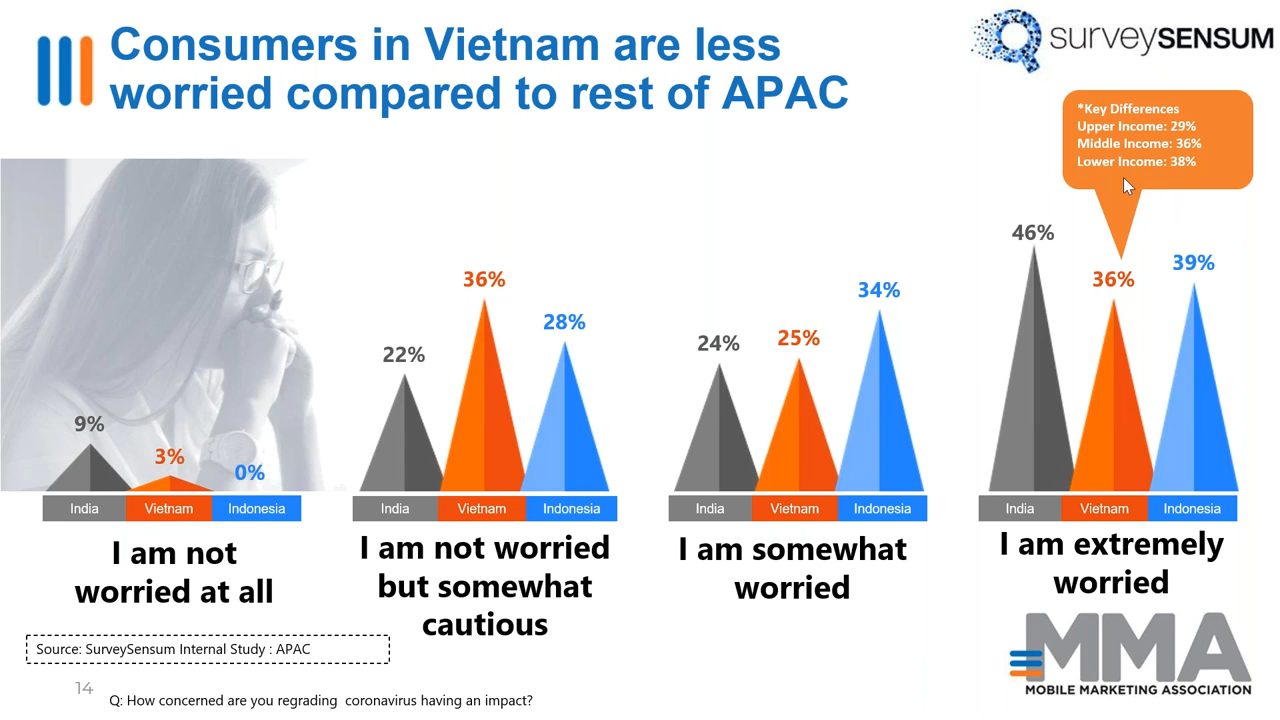 Consumers in Vietnam are less
worried compared to rest of APAC
surveySENSUM
*Key Differences
Upper Income: 29%
Middle Income: 36%
Lower Income: 38%
9%
3%
0%
India
Vietnam
Indonesia
I am not
worried at all
22%
36%
28%
India
Vietnam
Indonesia
I am not worried
but somewhat
cautious
24%
25%
34%
India
Vietnam
Indonesia
I am somewhat
worried
46%
36%
39%
India
Vietnam
Indonesia
I am extremely
worried
Source: SurveySensum Internal Study : APAC
14
Q: How concerned are you regrading coronavirus having an impact?
MMA
MOBILE MARKETING ASSOCIATION